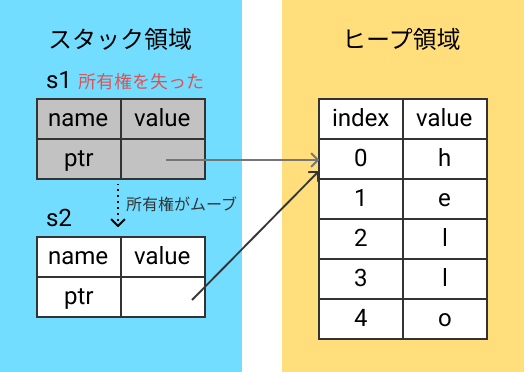 スタック領域
s1 所有権を失った
name value
ptr
所有権がムーブ
s2
name value
ptr
ヒープ領域
index value
0 h
1 e
2 l
3 l
4 o